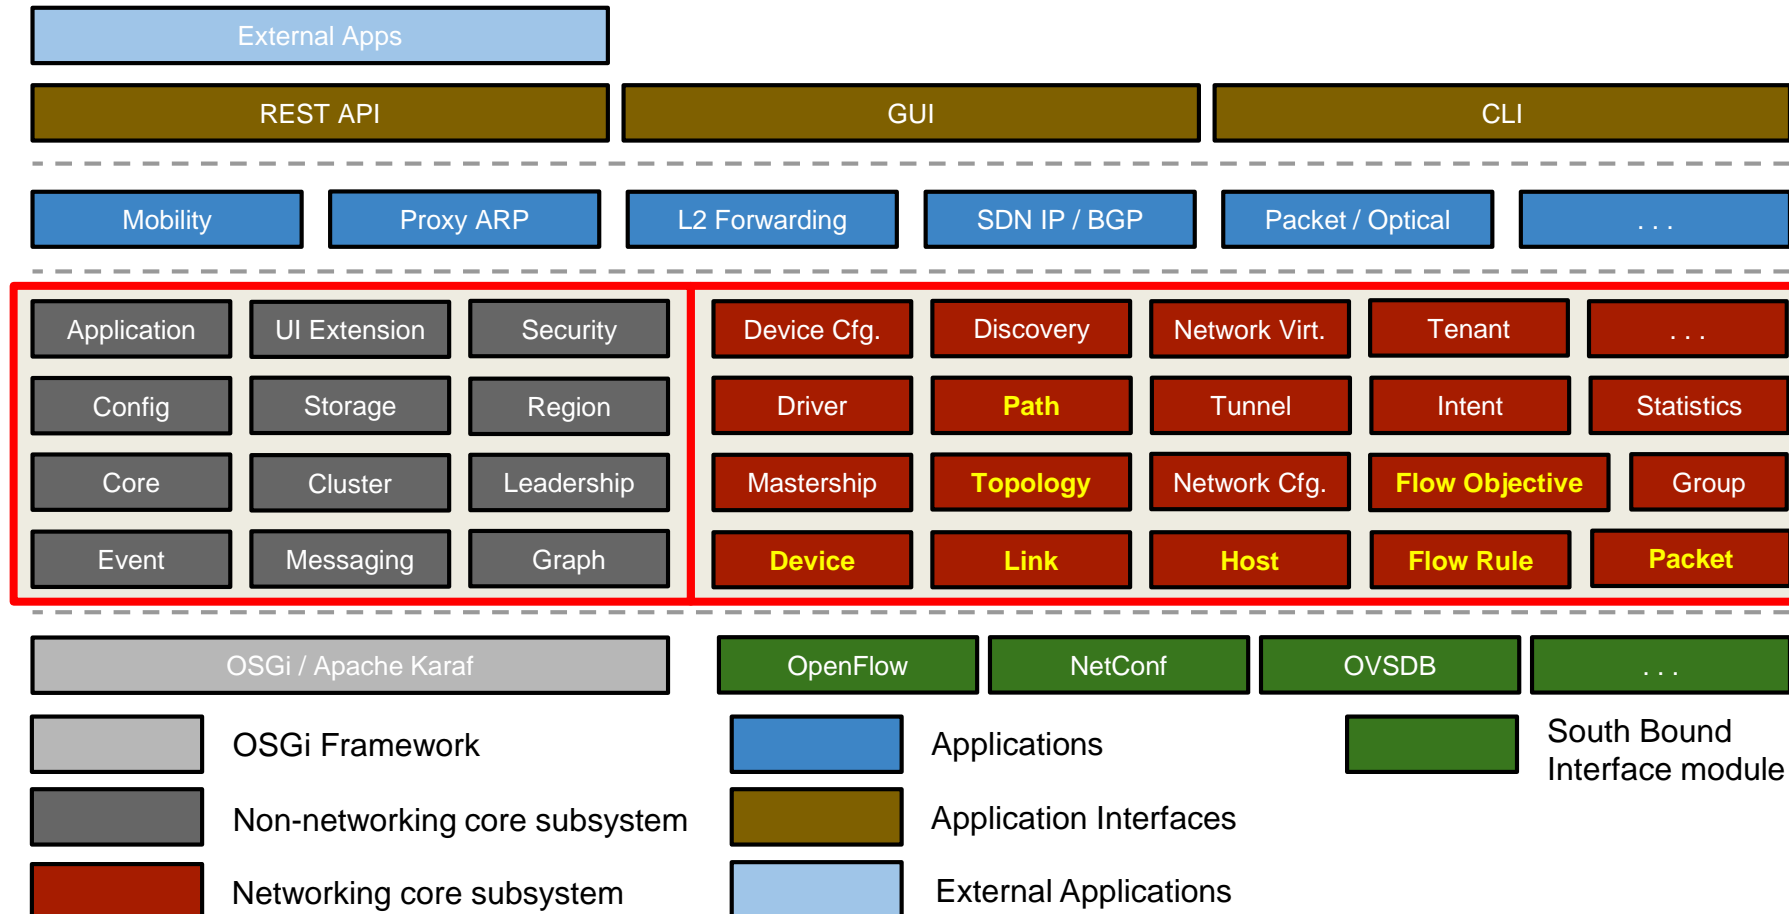 External Apps
REST API GUI CLI
Mobility Proxy ARP L2 Forwarding SDN IP / BGP Packet / Optical . . .
Application UI Extension Security Device Cfg. Discovery Network Virt. Tenant . . .
Config Storage Region Driver Path Tunnel Intent Statistics
Core Cluster Leadership Mastership Topology Network Cfg. Flow Objective Group
Event Messaging Graph Device Link Host Flow Rule Packet
OSGi / Apache Karaf OpenFlow NetConf OVSDB . . .
OSGi Framework Applications South Bound
Interface module
Non-networking core subsystem Application Interfaces
Networking core subsystem External Applications